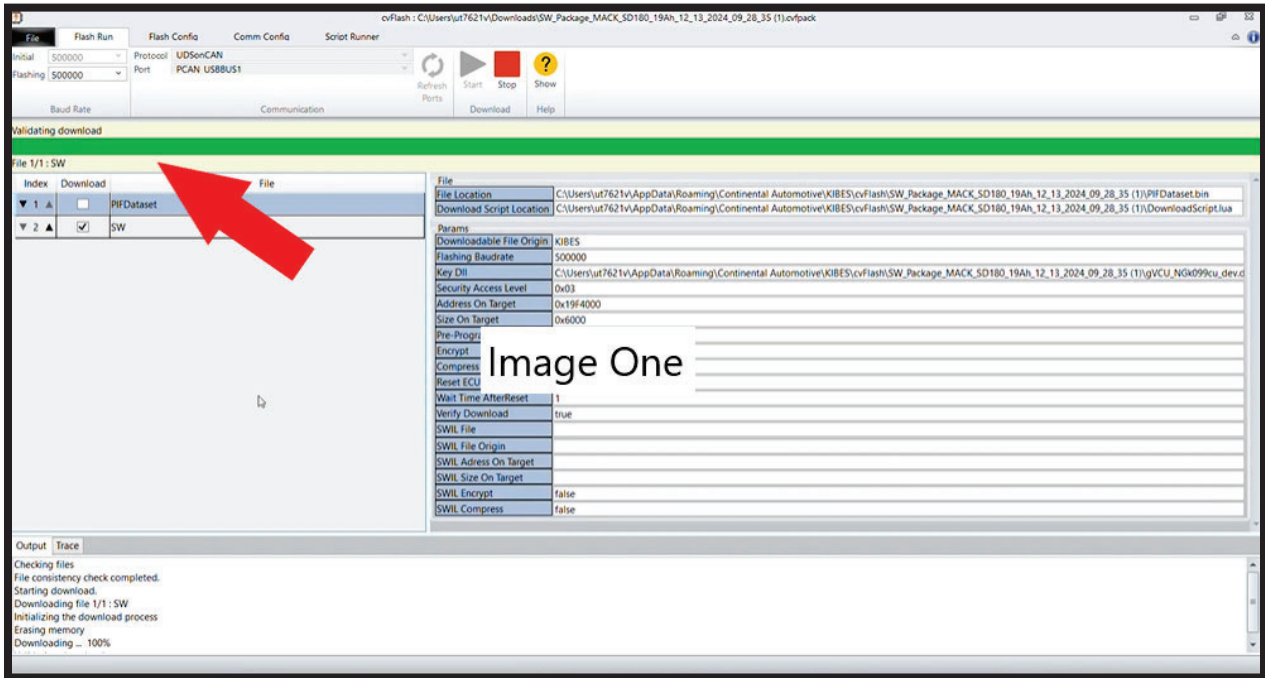 cvFlash : C:\Users\ut7621v\Downloads\SW_Package_MACK_SD180_19Ah_12_13_2024_09_28_35 (1).cvfpack
File Flash Run Flash Config Comm Config Script Runner
Initial 500000 Protocol UDSonCAN
Flashing 500000 Port PCAN_USBBUS1
Refresh Ports Start Stop Show
Baud Rate Communication Download Help
Validating download
File 1/1 : SW
Index Download File
1 PIFDataset
2 SW
File
File Location C:\Users\ut7621v\AppData\Roaming\Continental Automotive\KIBES\cvFlash\SW_Package_MACK_SD180_19Ah_12_13_2024_09_28_35 (1)\PIFDataset.bin
Download Script Location C:\Users\ut7621v\AppData\Roaming\Continental Automotive\KIBES\cvFlash\SW_Package_MACK_SD180_19Ah_12_13_2024_09_28_35 (1)\DownloadScript.lua
Params
Downloadable File Origin KIBES
Flashing Baudrate 500000
Key Dll C:\Users\ut7621v\AppData\Roaming\Continental Automotive\KIBES\cvFlash\SW_Package_MACK_SD180_19Ah_12_13_2024_09_28_35 (1)\gVCU_NGk099cu_dev.d
Security Access Level 0x03
Address On Target 0x19F4000
Size On Target 0x6000
Pre-Progra
Encrypt
Compress
Reset ECU
Image One
Wait Time AfterReset 1
Verify Download true
SWIL File
SWIL File Origin
SWIL Adress On Target
SWIL Size On Target
SWIL Encrypt false
SWIL Compress false
Output Trace
Checking files
File consistency check completed.
Starting download.
Downloading file 1/1 : SW
Initializing the download process
Erasing memory
Downloading ... 100%